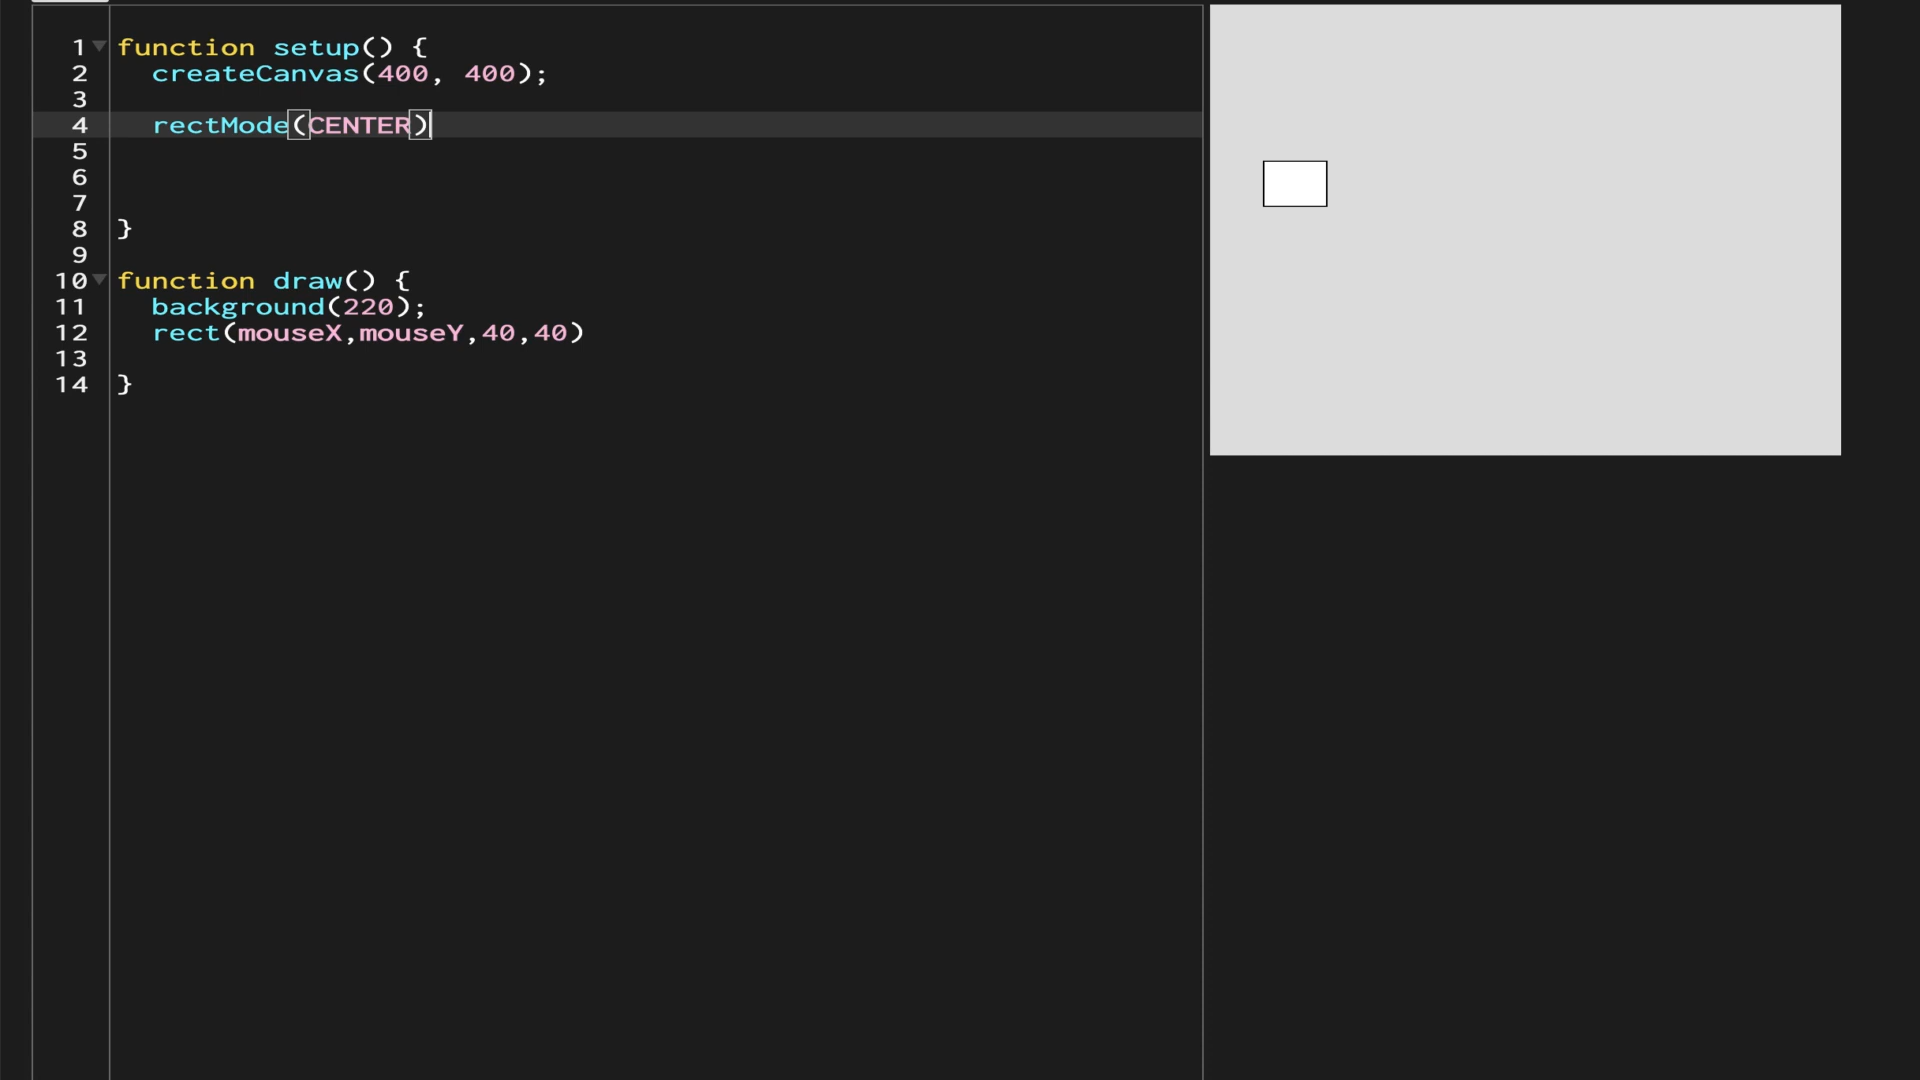 1 function setup() {
2 createCanvas(400, 400);
3
4 rectMode(CENTER)
5
6
7
8 }
9
10 function draw() {
11 background(220);
12 rect(mouseX,mouseY,40,40)
13
14 }